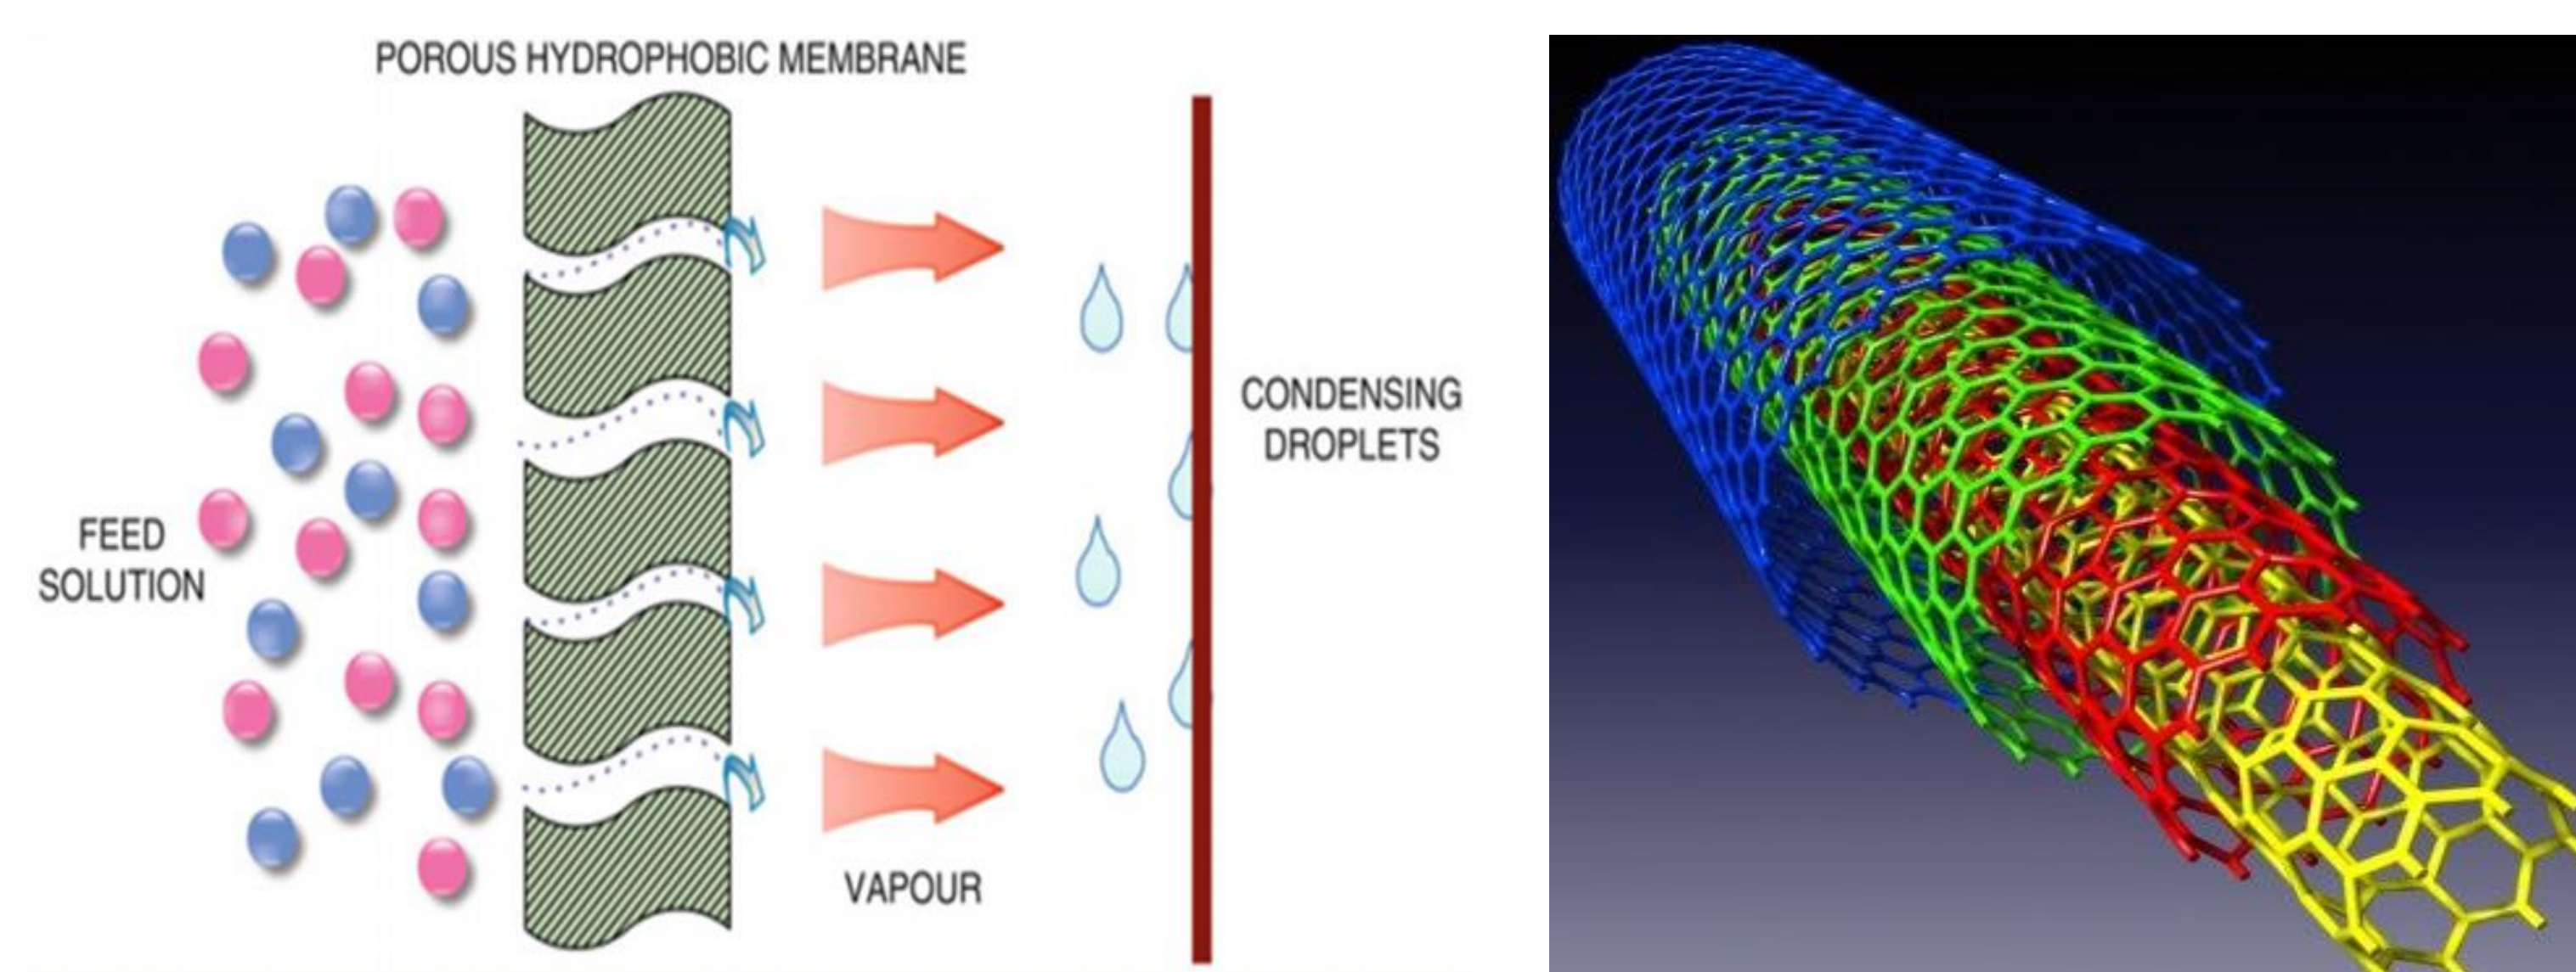 POROUS HYDROPHOBIC MEMBRANE
FEED
SOLUTION
CONDENSING
DROPLETS
VAPOUR